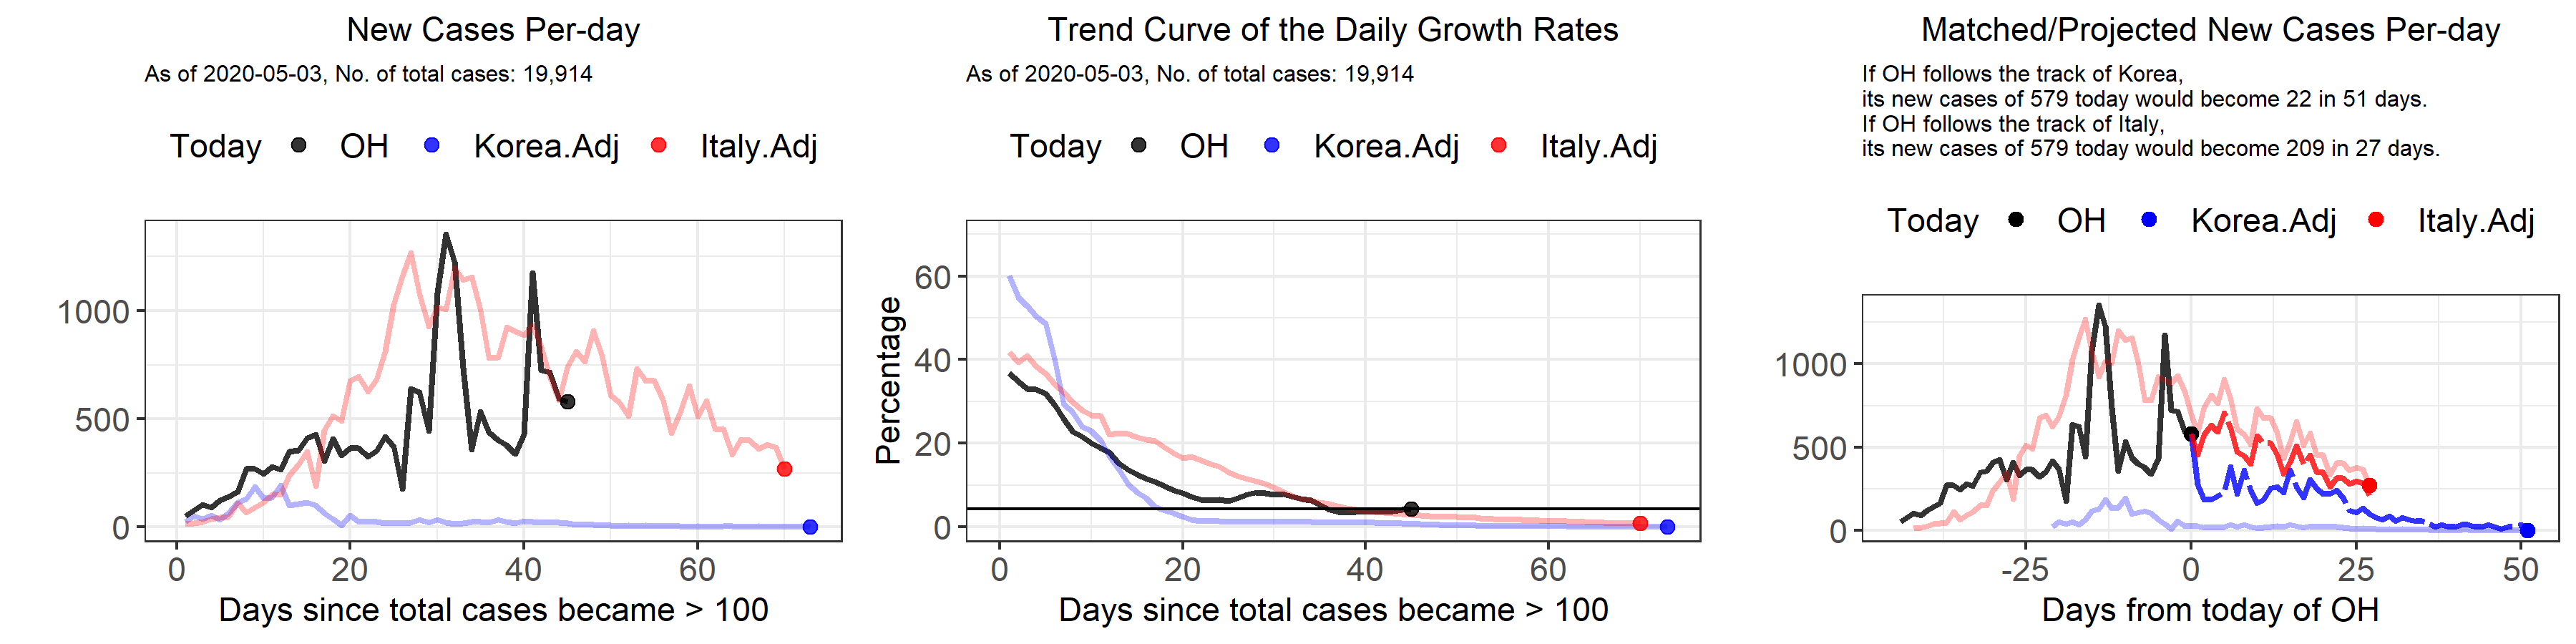 New Cases Per-day
As of 2020-05-03, No. of total cases: 19,914
Today OH Korea.Adj Italy.Adj
1000
500
0
0 20 40 60
Days since total cases became > 100
Trend Curve of the Daily Growth Rates
As of 2020-05-03, No. of total cases: 19,914
Today OH Korea.Adj Italy.Adj
Percentage
60
40
20
0
0 20 40 60
Days since total cases became > 100
Matched/Projected New Cases Per-day
If OH follows the track of Korea,
its new cases of 579 today would become 22 in 51 days.
If OH follows the track of Italy,
its new cases of 579 today would become 209 in 27 days.
Today OH Korea.Adj Italy.Adj
1000
500
0
-25 0 25 50
Days from today of OH